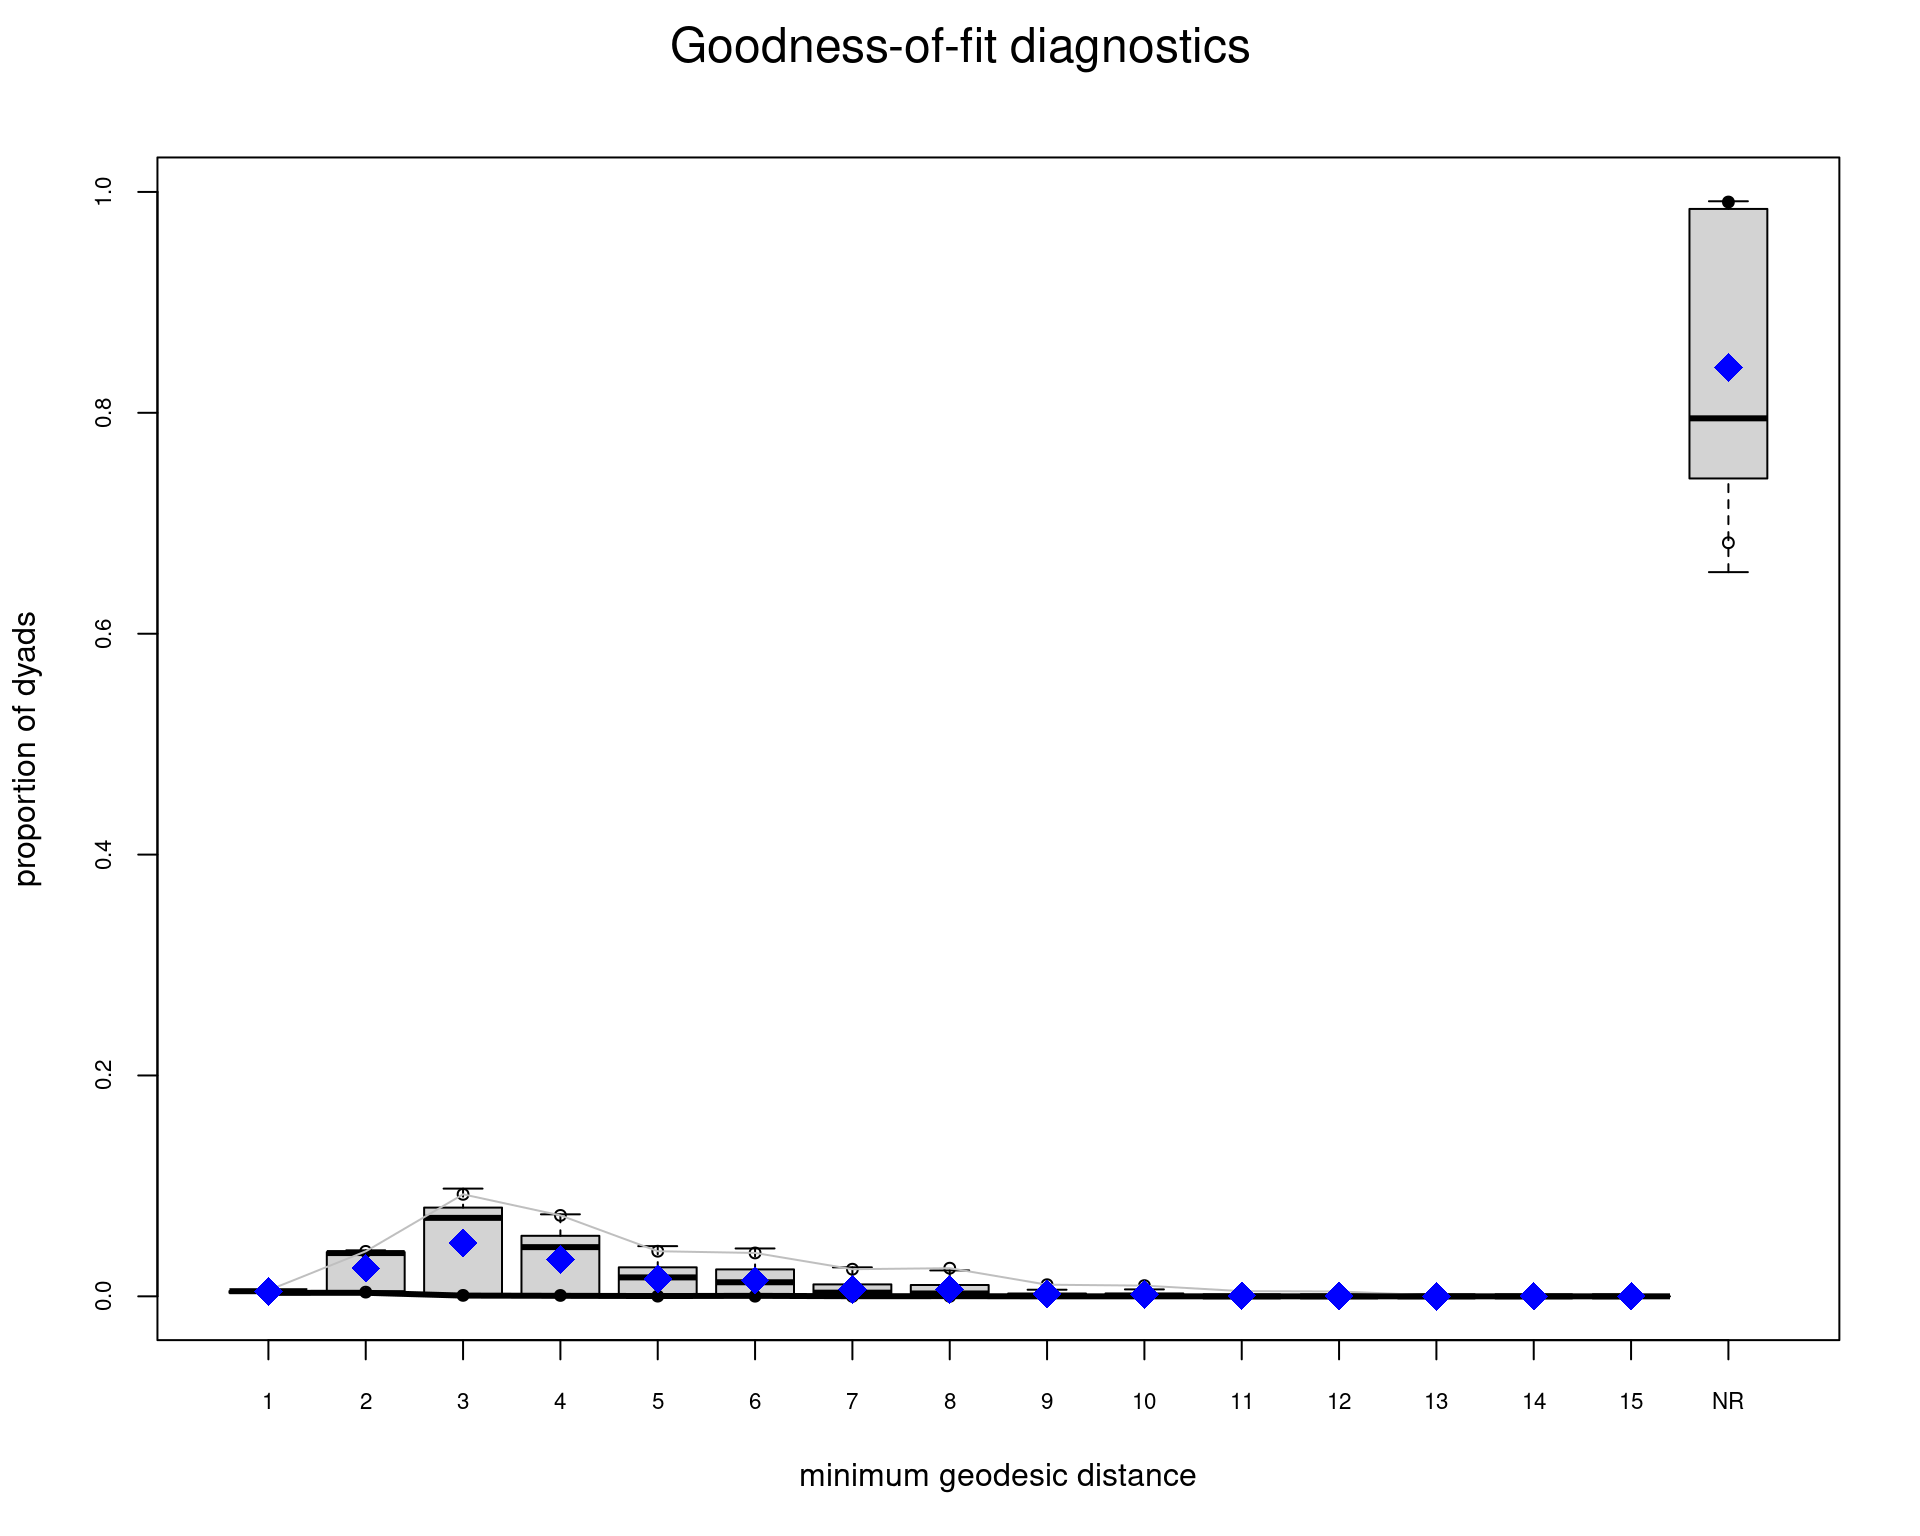 Goodness-of-fit diagnostics
proportion of dyads
1.0
0.8
0.6
0.4
0.2
0.0
1 2 3 4 5 6 7 8 9 10 11 12 13 14 15 NR
minimum geodesic distance